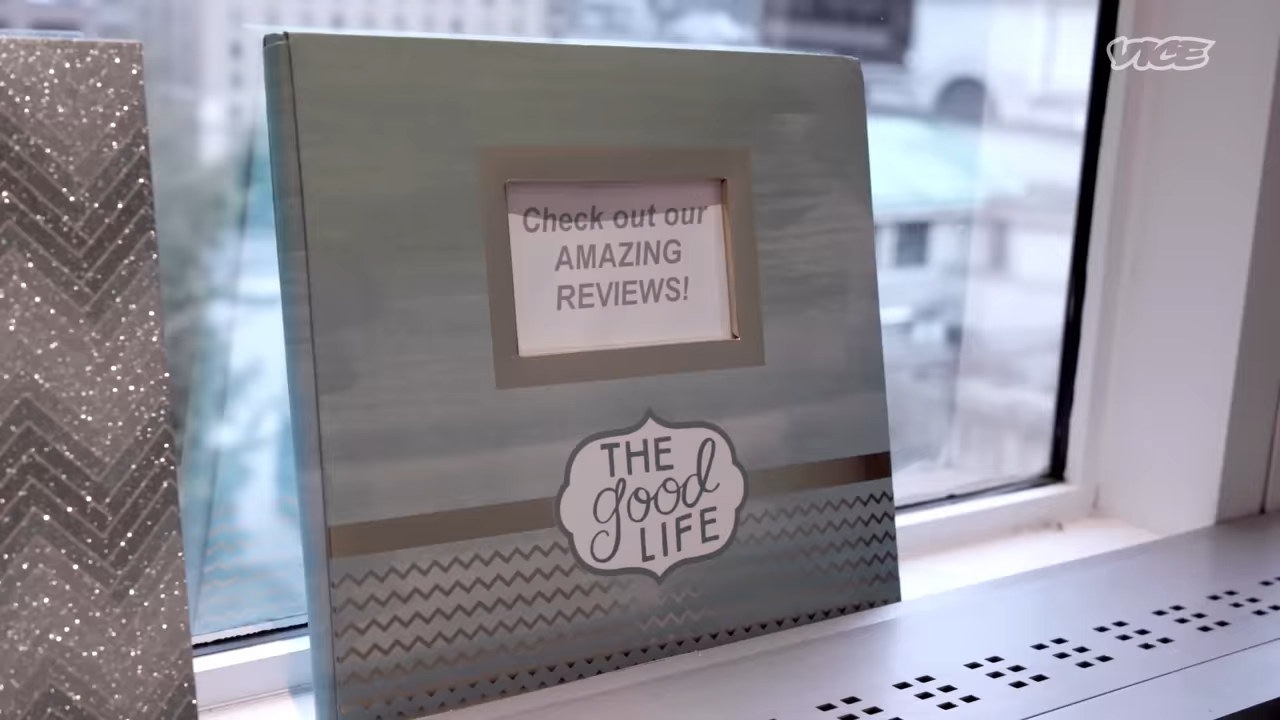 VICE
Check out our
AMAZING
REVIEWS!
THE
good
LIFE